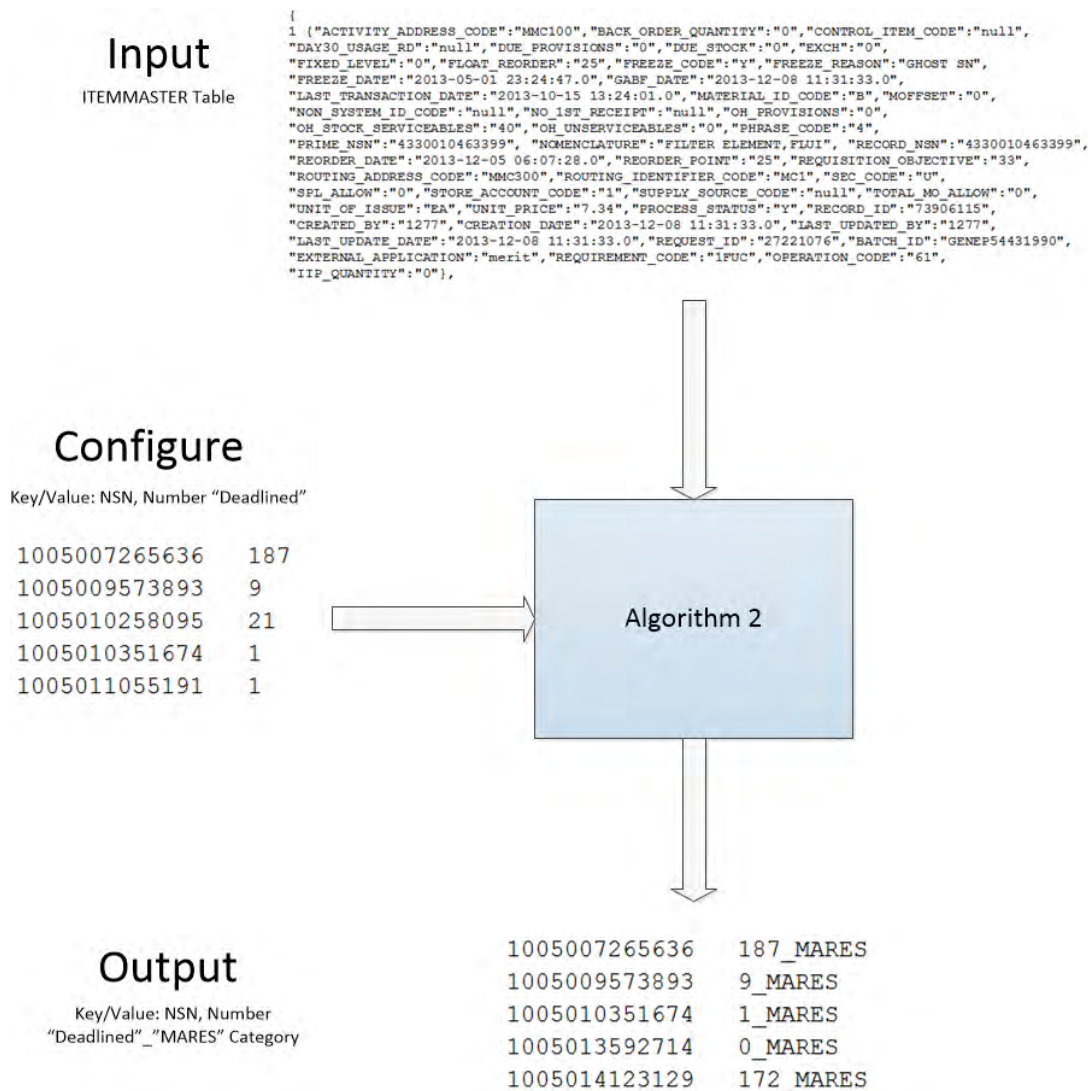 Input
ITEMMASTER Table
{
1 {"ACTIVITY_ADDRESS_CODE":"MMC100","BACK_ORDER_QUANTITY":"0","CONTROL_ITEM_CODE":"null",
"DAY30_USAGE_RD":"null","DUE_PROVISIONS":"0","DUE_STOCK":"0","EXCH":"0",
"FIXED_LEVEL":"0","FLOAT_REORDER":"25","FREEZE_CODE":"Y","FREEZE_REASON":"GHOST SN",
"FREEZE_DATE":"2013-05-01 23:24:47.0","GABF_DATE":"2013-12-08 11:31:33.0",
"LAST_TRANSACTION_DATE":"2013-10-15 13:24:01.0","MATERIAL_ID_CODE":"B","MOFFSET":"0",
"NON_SYSTEM_ID_CODE":"null","NO_1ST_RECEIPT":"null","OH_PROVISIONS":"0",
"OH_STOCK_SERVICEABLES":"40","OH_UNSERVICEABLES":"0","PHRASE_CODE":"4",
"PRIME_NSN":"4330010463399", "NOMENCLATURE":"FILTER ELEMENT,FLUI", "RECORD_NSN":"4330010463399",
"REORDER_DATE":"2013-12-05 06:07:28.0","REORDER_POINT":"25","REQUISITION_OBJECTIVE":"33",
"ROUTING_ADDRESS_CODE":"MMC300","ROUTING_IDENTIFIER_CODE":"MC1","SEC_CODE":"U",
"SPL_ALLOW":"0","STORE_ACCOUNT_CODE":"1","SUPPLY_SOURCE_CODE":"null","TOTAL_MO_ALLOW":"0",
"UNIT_OF_ISSUE":"EA","UNIT_PRICE":"7.34","PROCESS_STATUS":"Y","RECORD_ID":"73906115",
"CREATED_BY":"1277","CREATION_DATE":"2013-12-08 11:31:33.0","LAST_UPDATED_BY":"1277",
"LAST_UPDATE_DATE":"2013-12-08 11:31:33.0","REQUEST_ID":"27221076","BATCH_ID":"GENEP54431990",
"EXTERNAL_APPLICATION":"merit","REQUIREMENT_CODE":"1FUC","OPERATION_CODE":"61",
"IIP_QUANTITY":"0"},
Configure
Key/Value: NSN, Number “Deadlined”
1005007265636 187
1005009573893 9
1005010258095 21
1005010351674 1
1005011055191 1
Algorithm 2
Output
Key/Value: NSN, Number
“Deadlined”_”MARES” Category
1005007265636 187_MARES
1005009573893 9_MARES
1005010351674 1_MARES
1005013592714 0_MARES
1005014123129 172_MARES